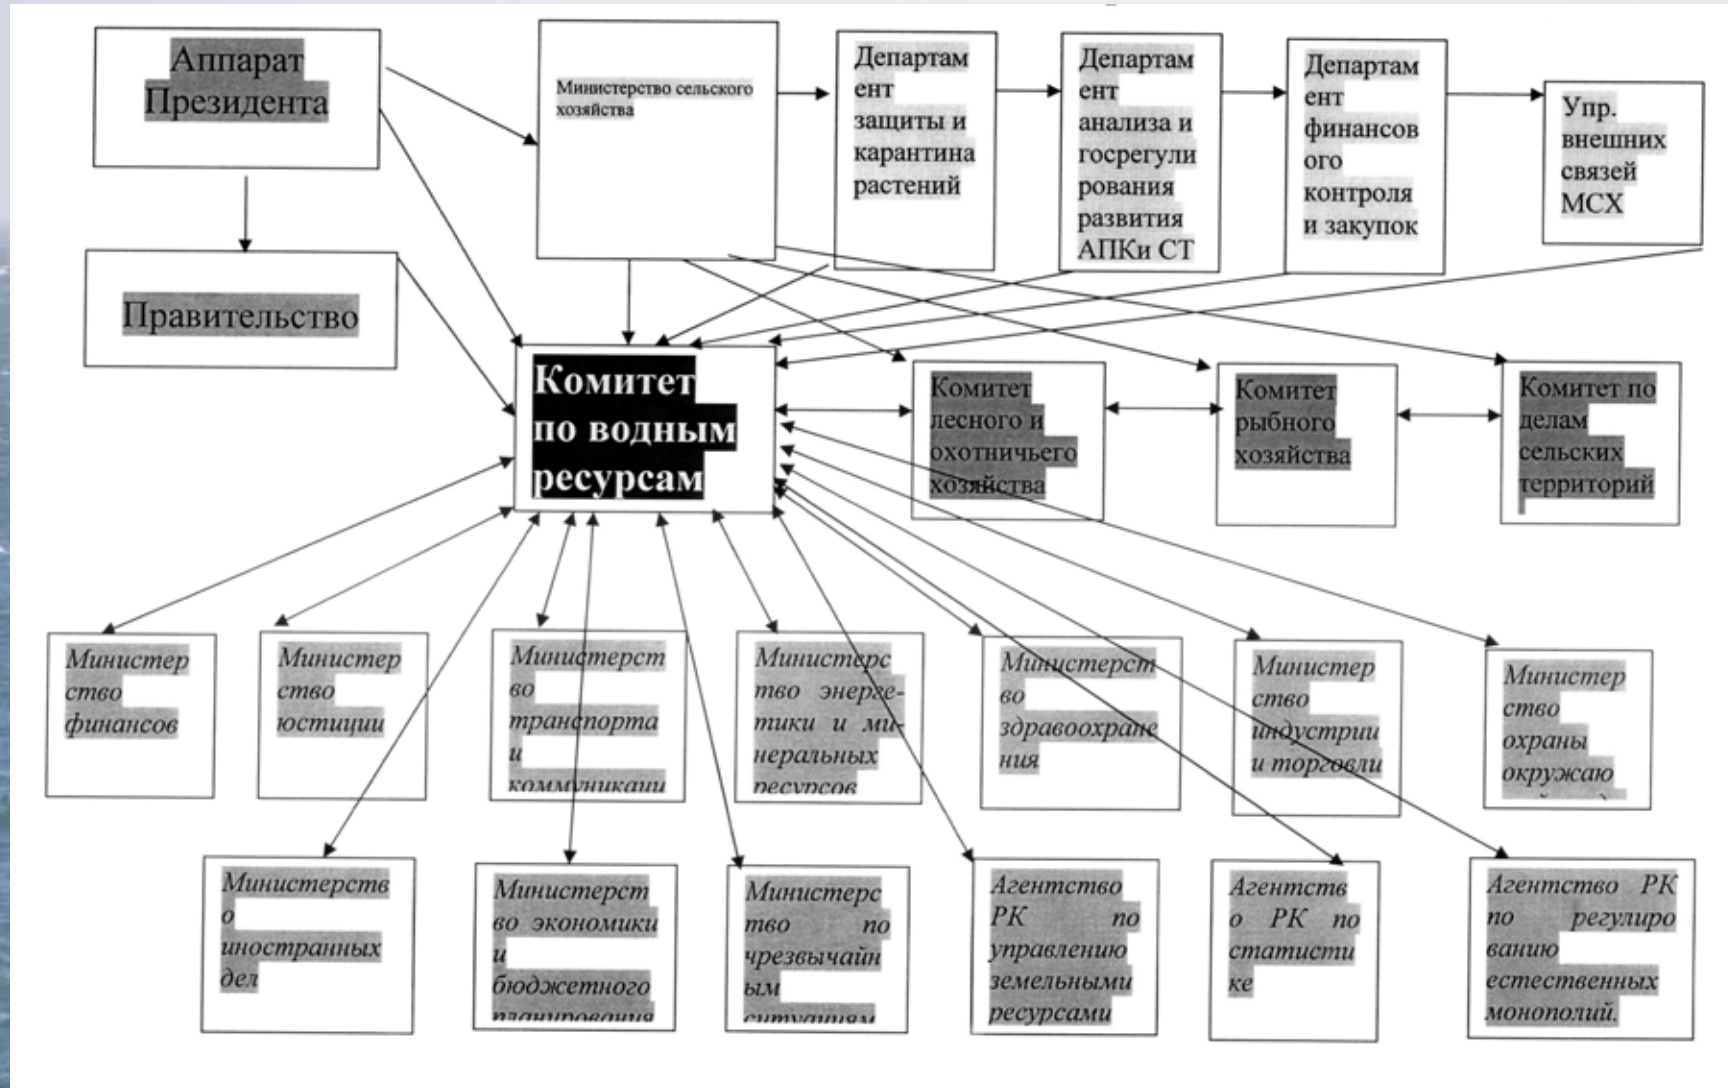 Аппарат
Президента
Министерство сельского
хозяйства
Департам
ент
защиты и
карантина
растений
Департам
ент
анализа и
госрегули
рования
развития
АПКи СТ
Департам
ент
финансов
ого
контроля
и закупок
Упр.
внешних
связей
МСХ
Правительство
Комитет
по водным
ресурсам
Комитет
лесного и
охотничьего
хозяйства
Комитет
рыбного
хозяйства
Комитет по
делам
сельских
территорий
Министер
ство
финансов
Министер
ство
юстиции
Министерст
во
транспорта
и
коммуникаци
Министерс
тво энерге-
тики и ми-
неральных
ресурсов
Министерст
во
здравоохране
ния
Министер
ство
индустрии
и торговли
Министер
ство
охраны
окружаю
Министерств
о
иностранных
дел
Министерст
во экономики
и
бюджетного
планирования
Министерс
тво по
чрезвычайн
ым
ситуациям
Агентство
РК по
управлению
земельными
ресурсами
Агентств
о РК по
статисти
ке
Агентство РК
по регулиро
ванию
естественных
монополий.